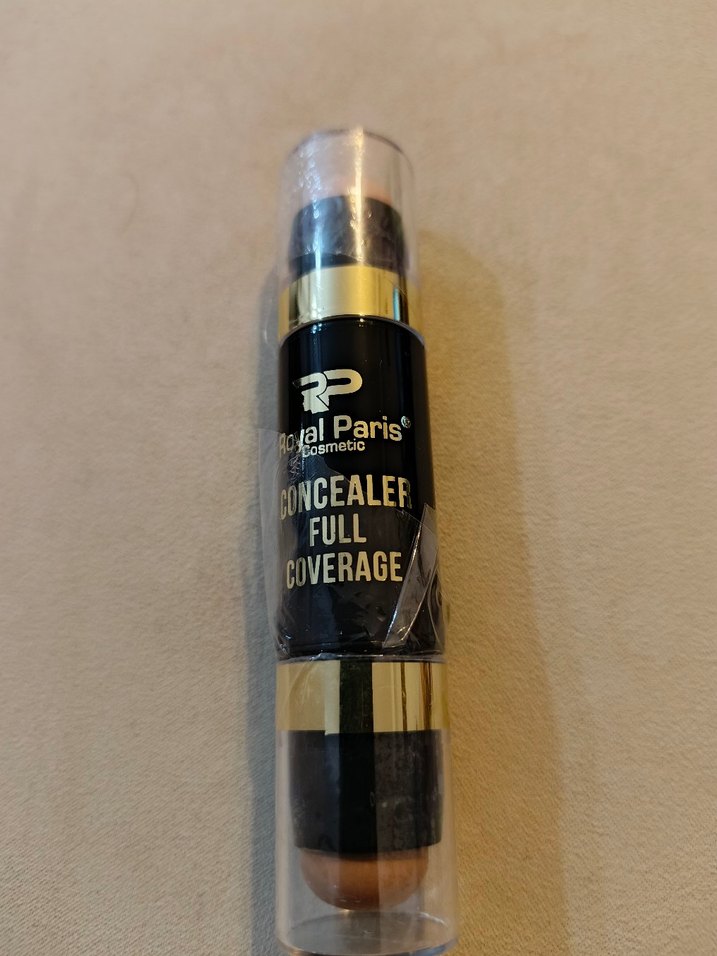 RP
Royal Paris®
Cosmetic
CONCEALER
FULL
COVERAGE